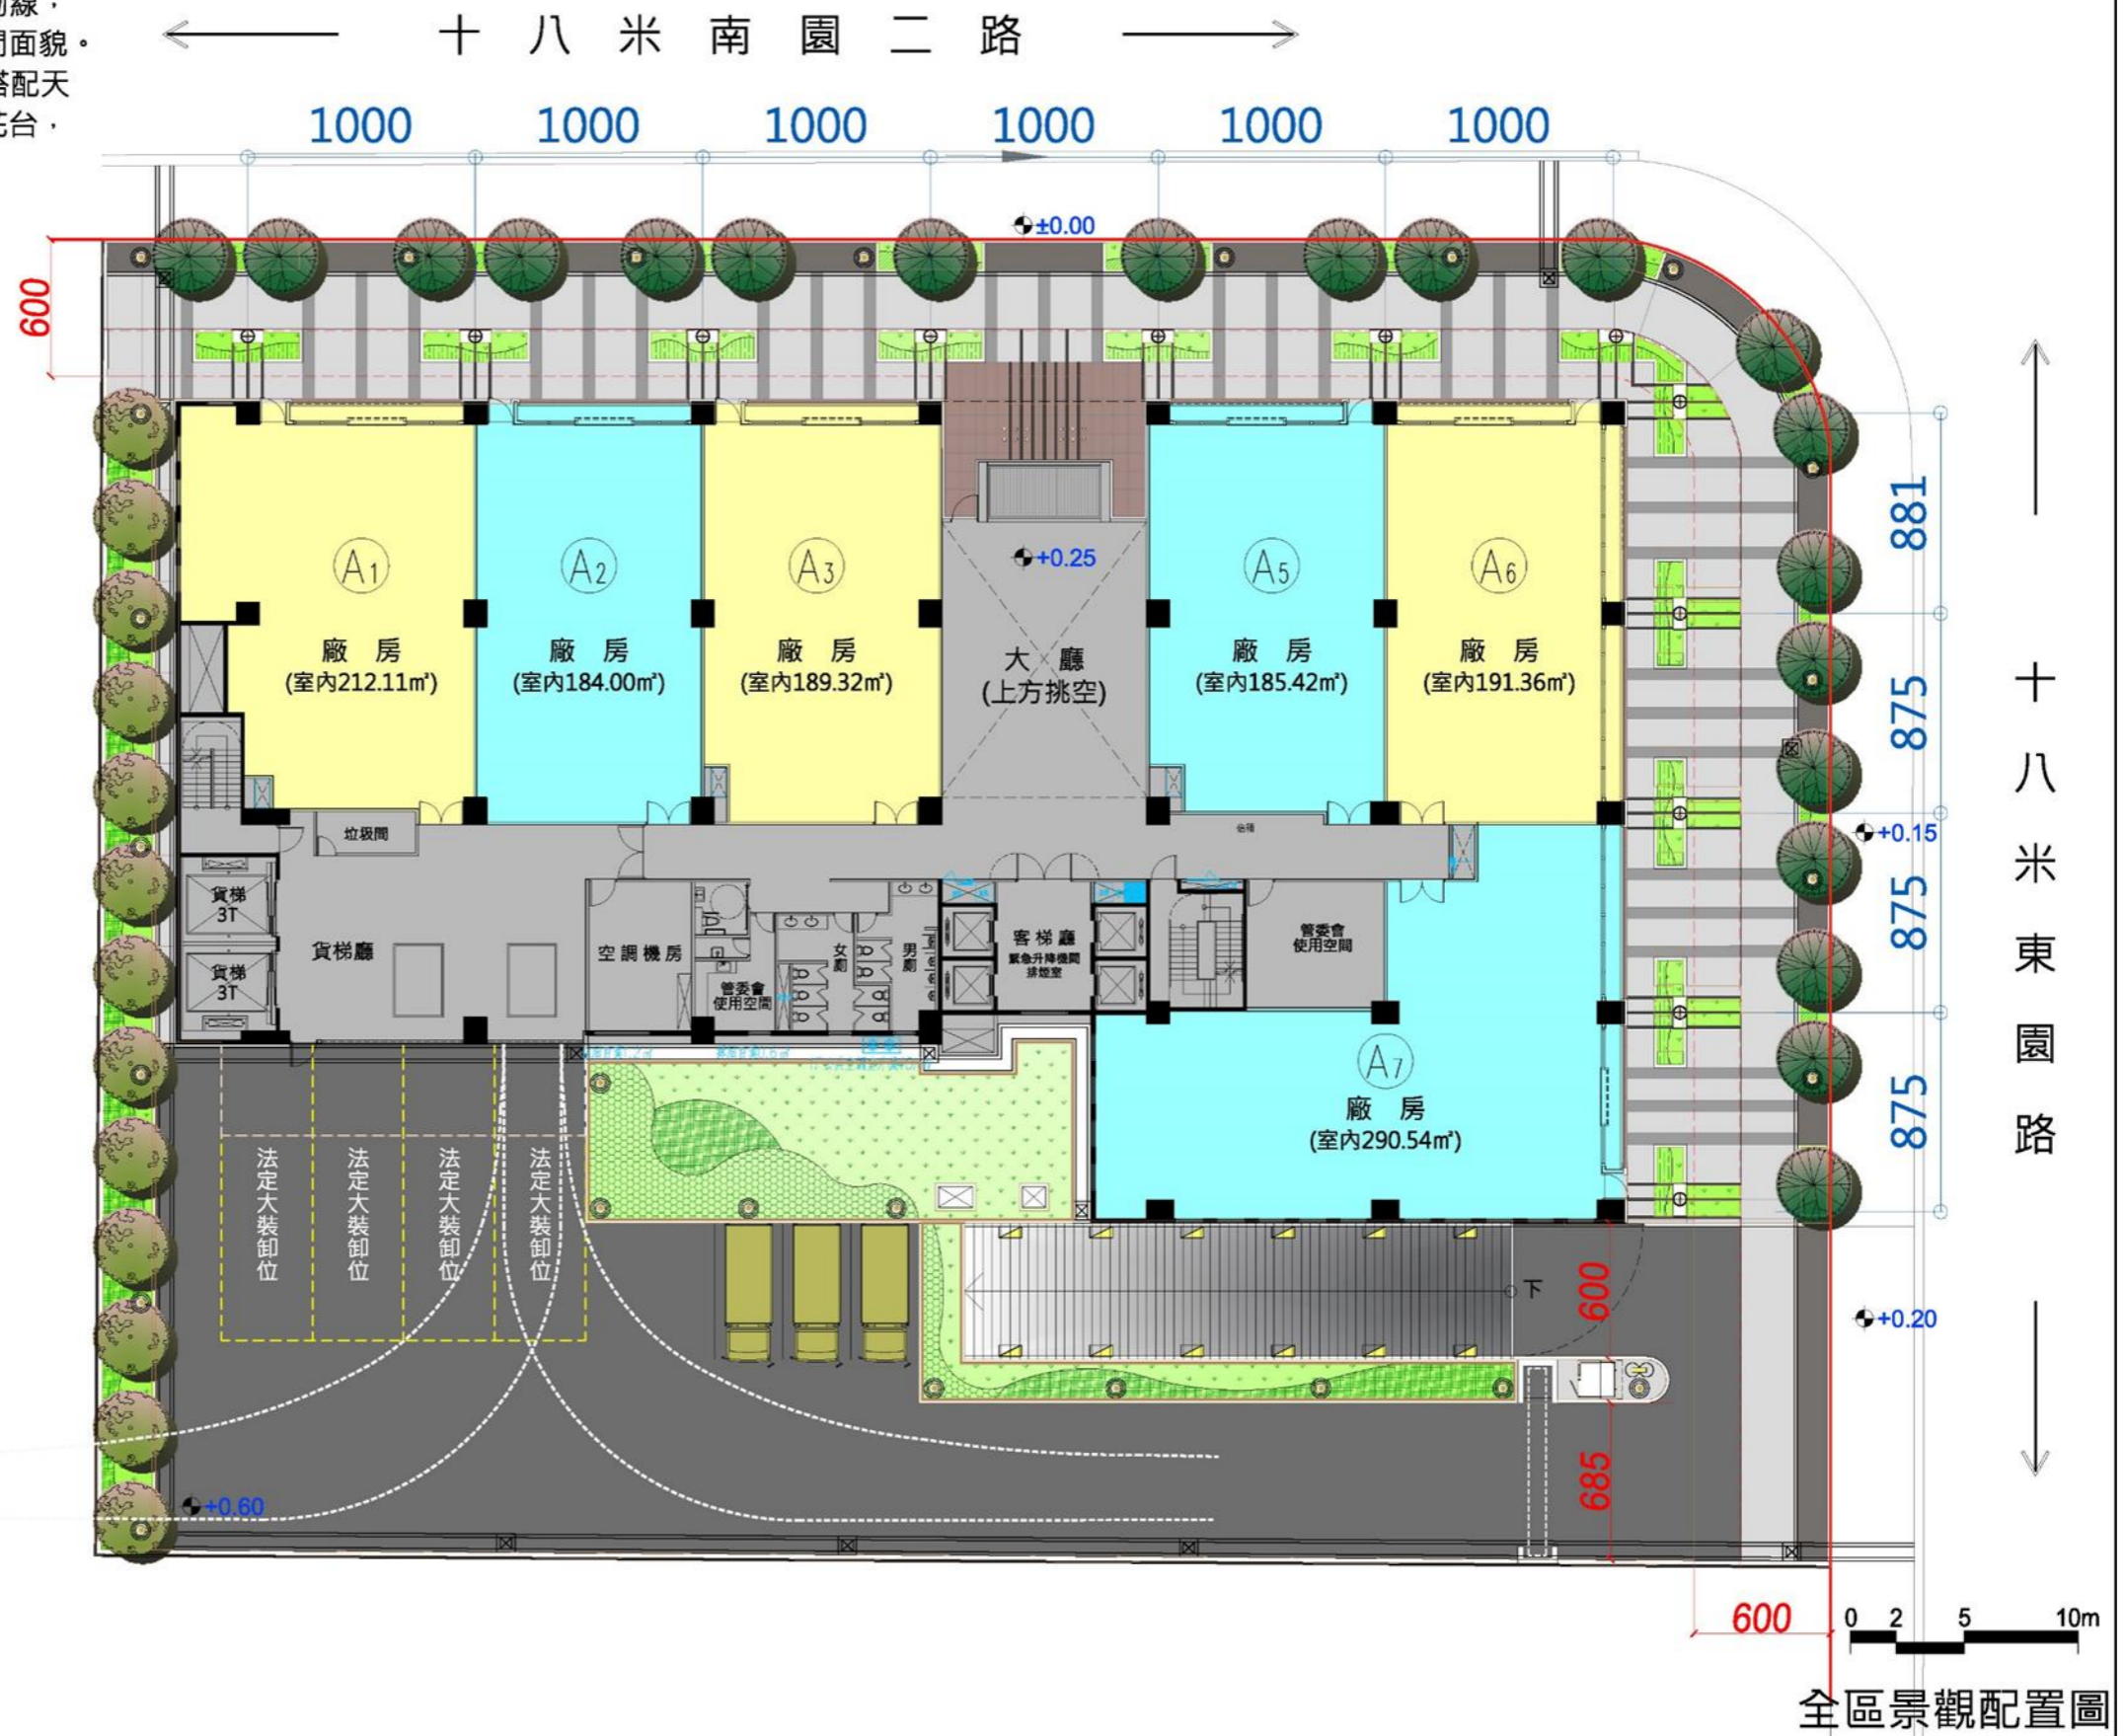 十八米南園二路
面貌。
搭配天
花台，
1000 1000 1000 1000 1000 1000
±0.00
600
881
875
875
875
十八米東園路
A1
廠房
(室內212.11㎡)
A2
廠房
(室內184.00㎡)
A3
廠房
(室內189.32㎡)
+0.25
大廳
(上方挑空)
A5
廠房
(室內185.42㎡)
A6
廠房
(室內191.36㎡)
+0.15
垃圾間
信箱
貨梯
3T
貨梯
3T
貨梯廳
空調機房
管委會
使用空間
女廁
男廁
客梯廳
緊急升降機間
排煙室
管委會
使用空間
A7
廠房
(室內290.54㎡)
法定大裝卸位
法定大裝卸位
法定大裝卸位
法定大裝卸位
下
600
+0.20
685
+0.60
600
0 2 5 10m
全區景觀配置圖